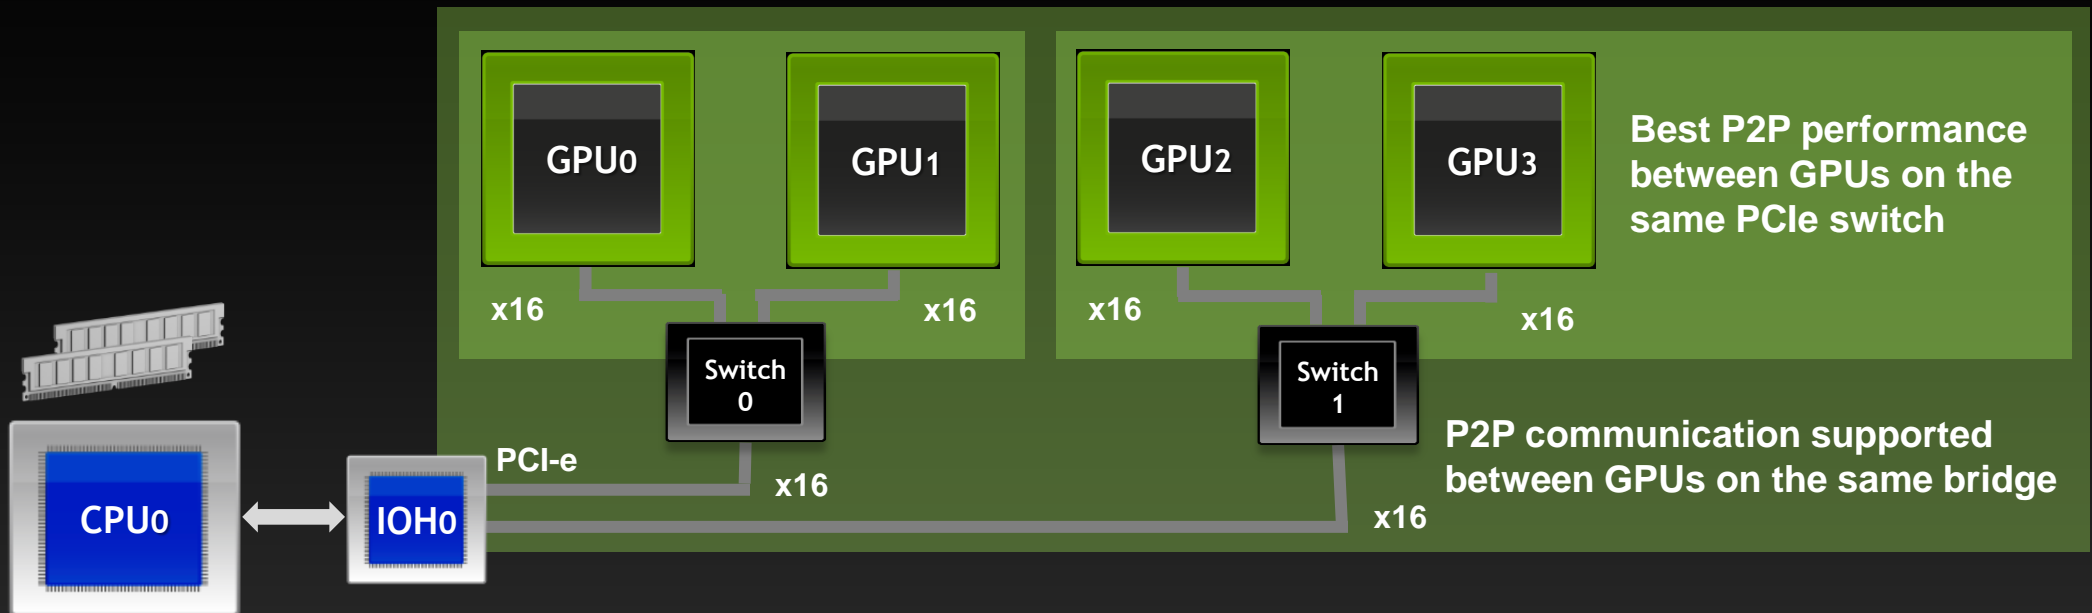 GPU0
GPU1
GPU2
GPU3
Best P2P performance
between GPUs on the
same PCIe switch
x16
x16
x16
x16
Switch
0
Switch
1
P2P communication supported
between GPUs on the same bridge
PCI-e
x16
x16
CPU0
IOH0